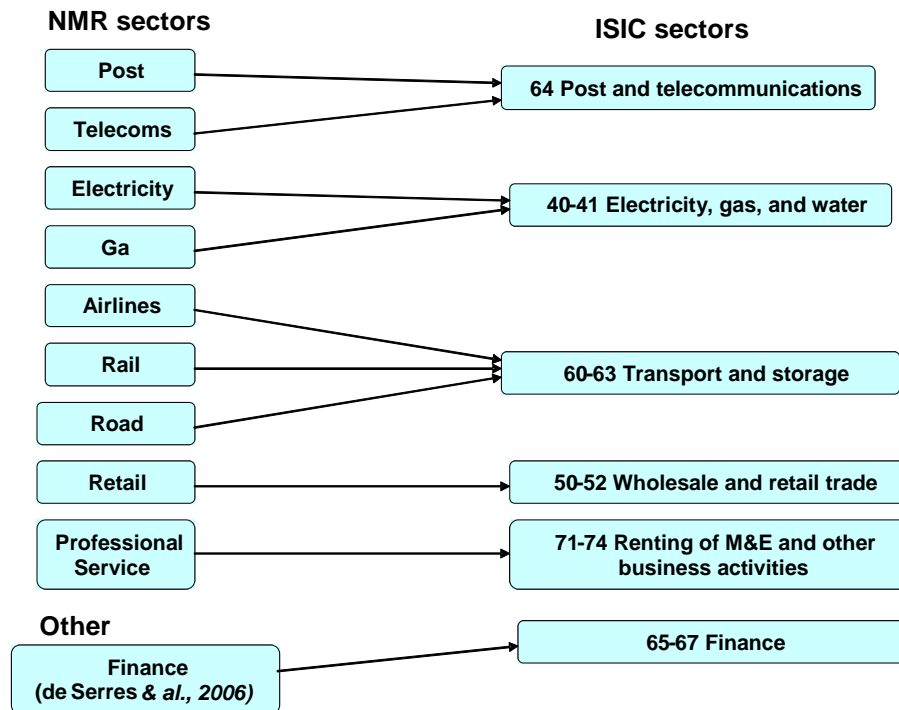 NMR sectors
ISIC sectors
Post
Telecoms
Electricity
Ga
Airlines
Rail
Road
Retail
Professional
Service
64 Post and telecommunications
40-41 Electricity, gas, and water
60-63 Transport and storage
50-52 Wholesale and retail trade
71-74 Renting of M&E and other
business activities
Other
Finance
(de Serres & al., 2006)
65-67 Finance